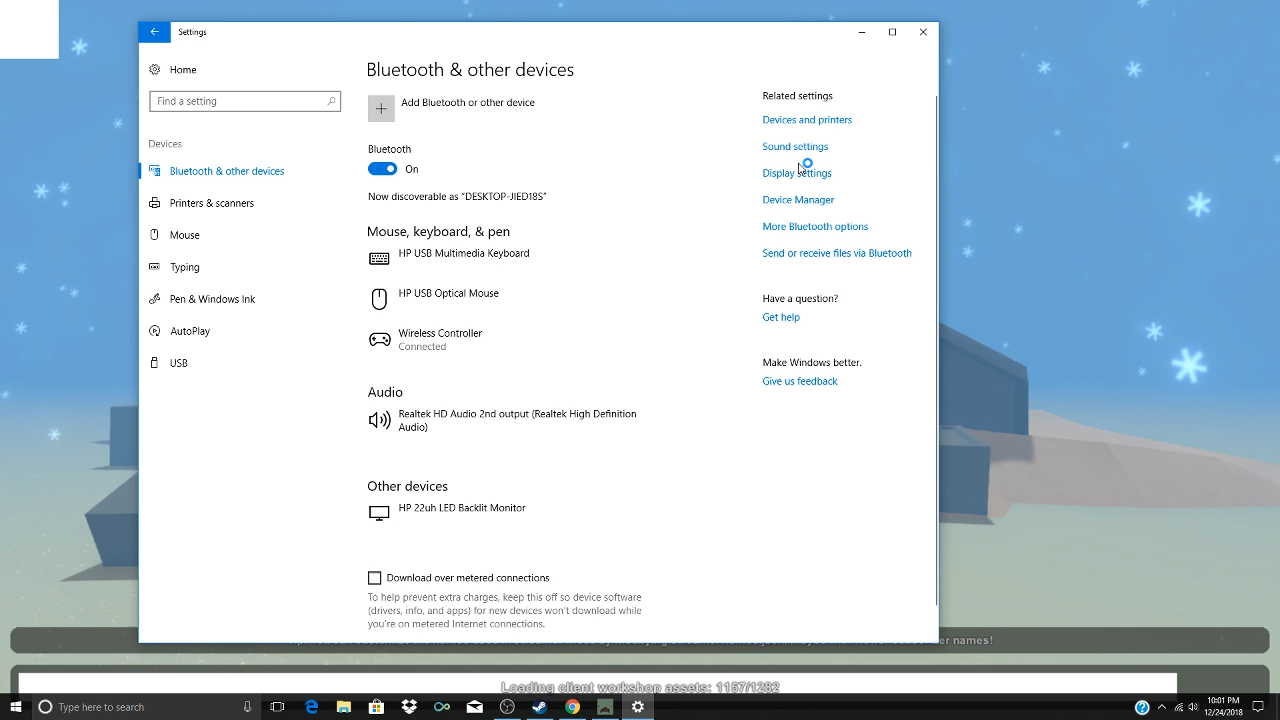 Settings
Home
Find a setting
Devices
Bluetooth & other devices
Printers & scanners
Mouse
Typing
Pen & Windows Ink
AutoPlay
USB
Bluetooth & other devices
Add Bluetooth or other device
Bluetooth
On
Now discoverable as “DESKTOP-JIED18S”
Mouse, keyboard, & pen
HP USB Multimedia Keyboard
HP USB Optical Mouse
Wireless Controller
Connected
Audio
Realtek HD Audio 2nd output (Realtek High Definition
Audio)
Other devices
HP 22uh LED Backlit Monitor
Download over metered connections
To help prevent extra charges, keep this off so device software
(drivers, info, and apps) for new devices won’t download while
you’re on metered Internet connections.
Related settings
Devices and printers
Sound settings
Display settings
Device Manager
More Bluetooth options
Send or receive files via Bluetooth
Have a question?
Get help
Make Windows better.
Give us feedback
names!
Loading client workshop assets: 1157/1282
Type here to search
10:01 PM
12/24/2018